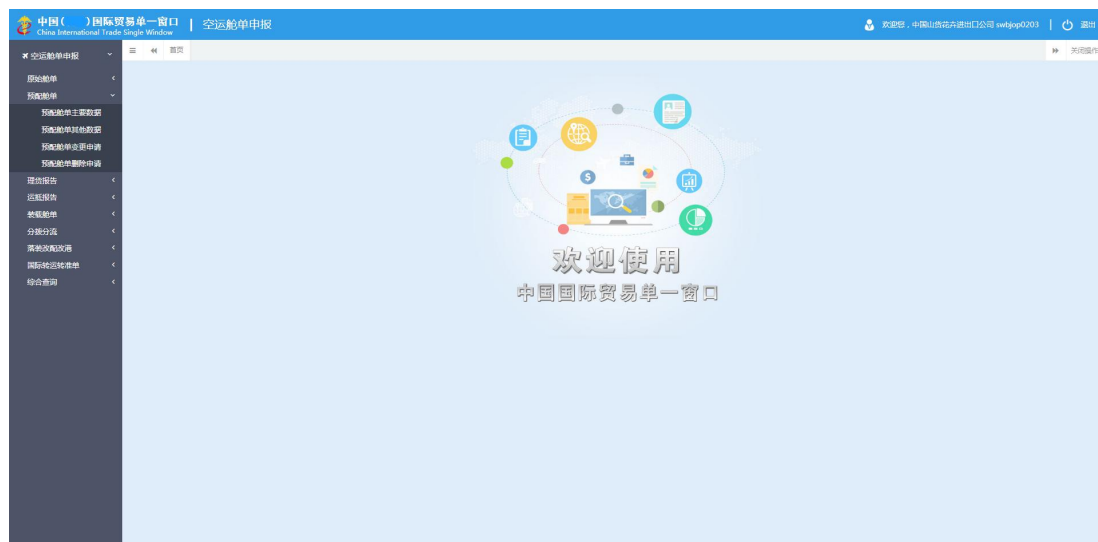 中国(　　)国际贸易单一窗口 | 空运舱单申报
China International Trade Single Window
欢迎您，中国山货花卉进出口公司 swbjop0203 | 退出
空运舱单申报
首页
关闭操作
原始舱单
预配舱单
预配舱单主要数据
预配舱单其他数据
预配舱单变更申请
预配舱单删除申请
理货报告
运抵报告
装载舱单
分拨分流
落装改配改港
国际转运转准单
综合查询
$
欢迎使用
中国国际贸易单一窗口